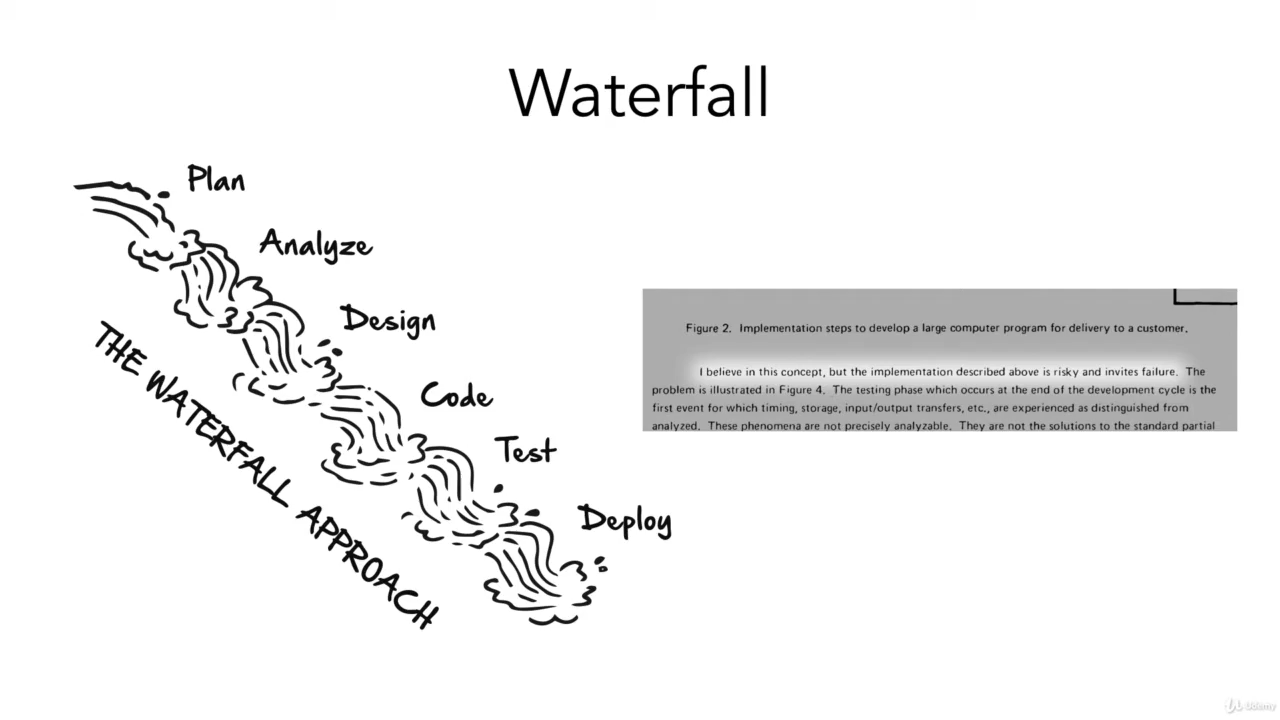 Waterfall
Plan
Analyze
Design
Code
Test
Deploy
THE WATERFALL APPROACH
Figure 2. Implementation steps to develop a large computer program for delivery to a customer.
I believe in this concept, but the implementation described above is risky and invites failure. The
problem is illustrated in Figure 4. The testing phase which occurs at the end of the development cycle is the
first event for which timing, storage, input/output transfers, etc., are experienced as distinguished from
analyzed. These phenomena are not precisely analyzable. They are not the solutions to the standard partial
Udemy